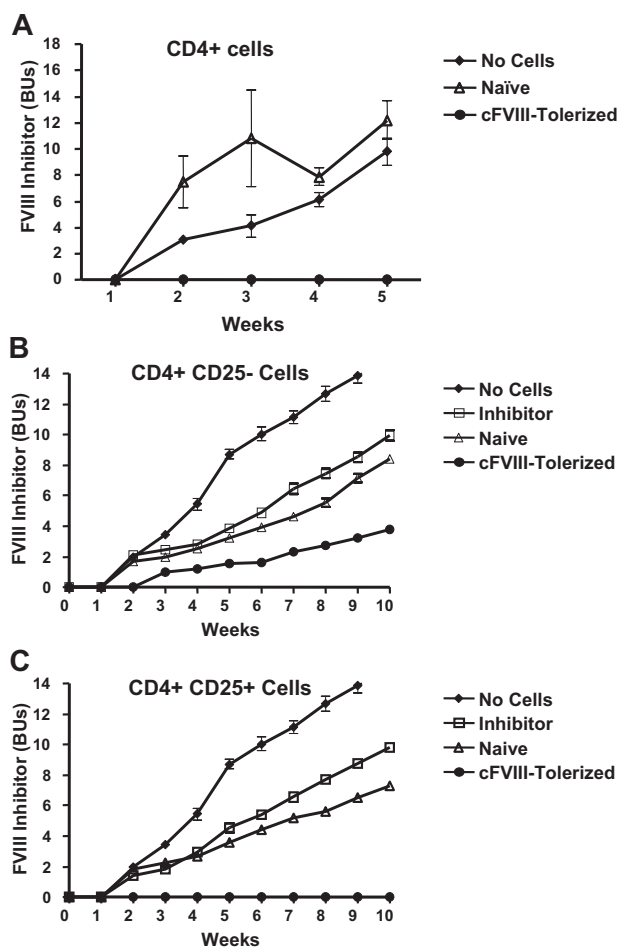 A
CD4+ cells
18
16
14
12
10
8
6
4
2
0
FVIII Inhibitor (BUs)
1 2 3 4 5
Weeks
No Cells
Naïve
cFVIII-Tolerized
B
CD4+ CD25- Cells
14
12
10
8
6
4
2
0
FVIII Inhibitor (BUs)
0 1 2 3 4 5 6 7 8 9 10
Weeks
No Cells
Inhibitor
Naive
cFVIII-Tolerized
C
CD4+ CD25+ Cells
14
12
10
8
6
4
2
0
FVIII Inhibitor (BUs)
0 1 2 3 4 5 6 7 8 9 10
Weeks
No Cells
Inhibitor
Naive
cFVIII-Tolerized